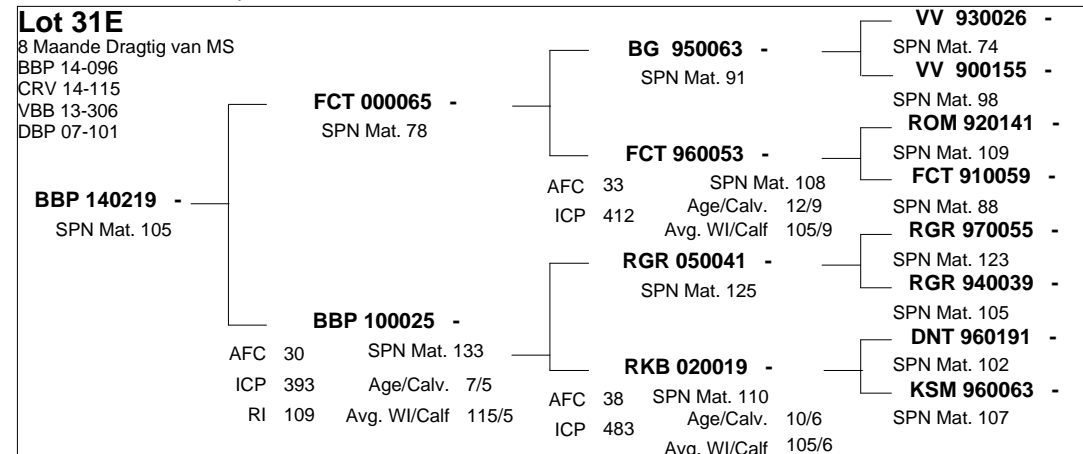 Lot 31E
8 Maande Dragtig van MS
BBP 14-096
CRV 14-115
VBB 13-306
DBP 07-101
BBP 140219 -
SPN Mat. 105
FCT 000065 -
SPN Mat. 78
BBP 100025 -
AFC 30 SPN Mat. 133
ICP 393 Age/Calv. 7/5
RI 109 Avg. WI/Calf 115/5
BG 950063 -
SPN Mat. 91
FCT 960053 -
AFC 33 SPN Mat. 108
ICP 412 Age/Calv. 12/9
Avg. WI/Calf 105/9
RGR 050041 -
SPN Mat. 125
RKB 020019 -
AFC 38 SPN Mat. 110
ICP 483 Age/Calv. 10/6
Avg. WI/Calf 105/6
VV 930026 -
SPN Mat. 74
VV 900155 -
SPN Mat. 98
ROM 920141 -
SPN Mat. 109
FCT 910059 -
SPN Mat. 88
RGR 970055 -
SPN Mat. 123
RGR 940039 -
SPN Mat. 105
DNT 960191 -
SPN Mat. 102
KSM 960063 -
SPN Mat. 107